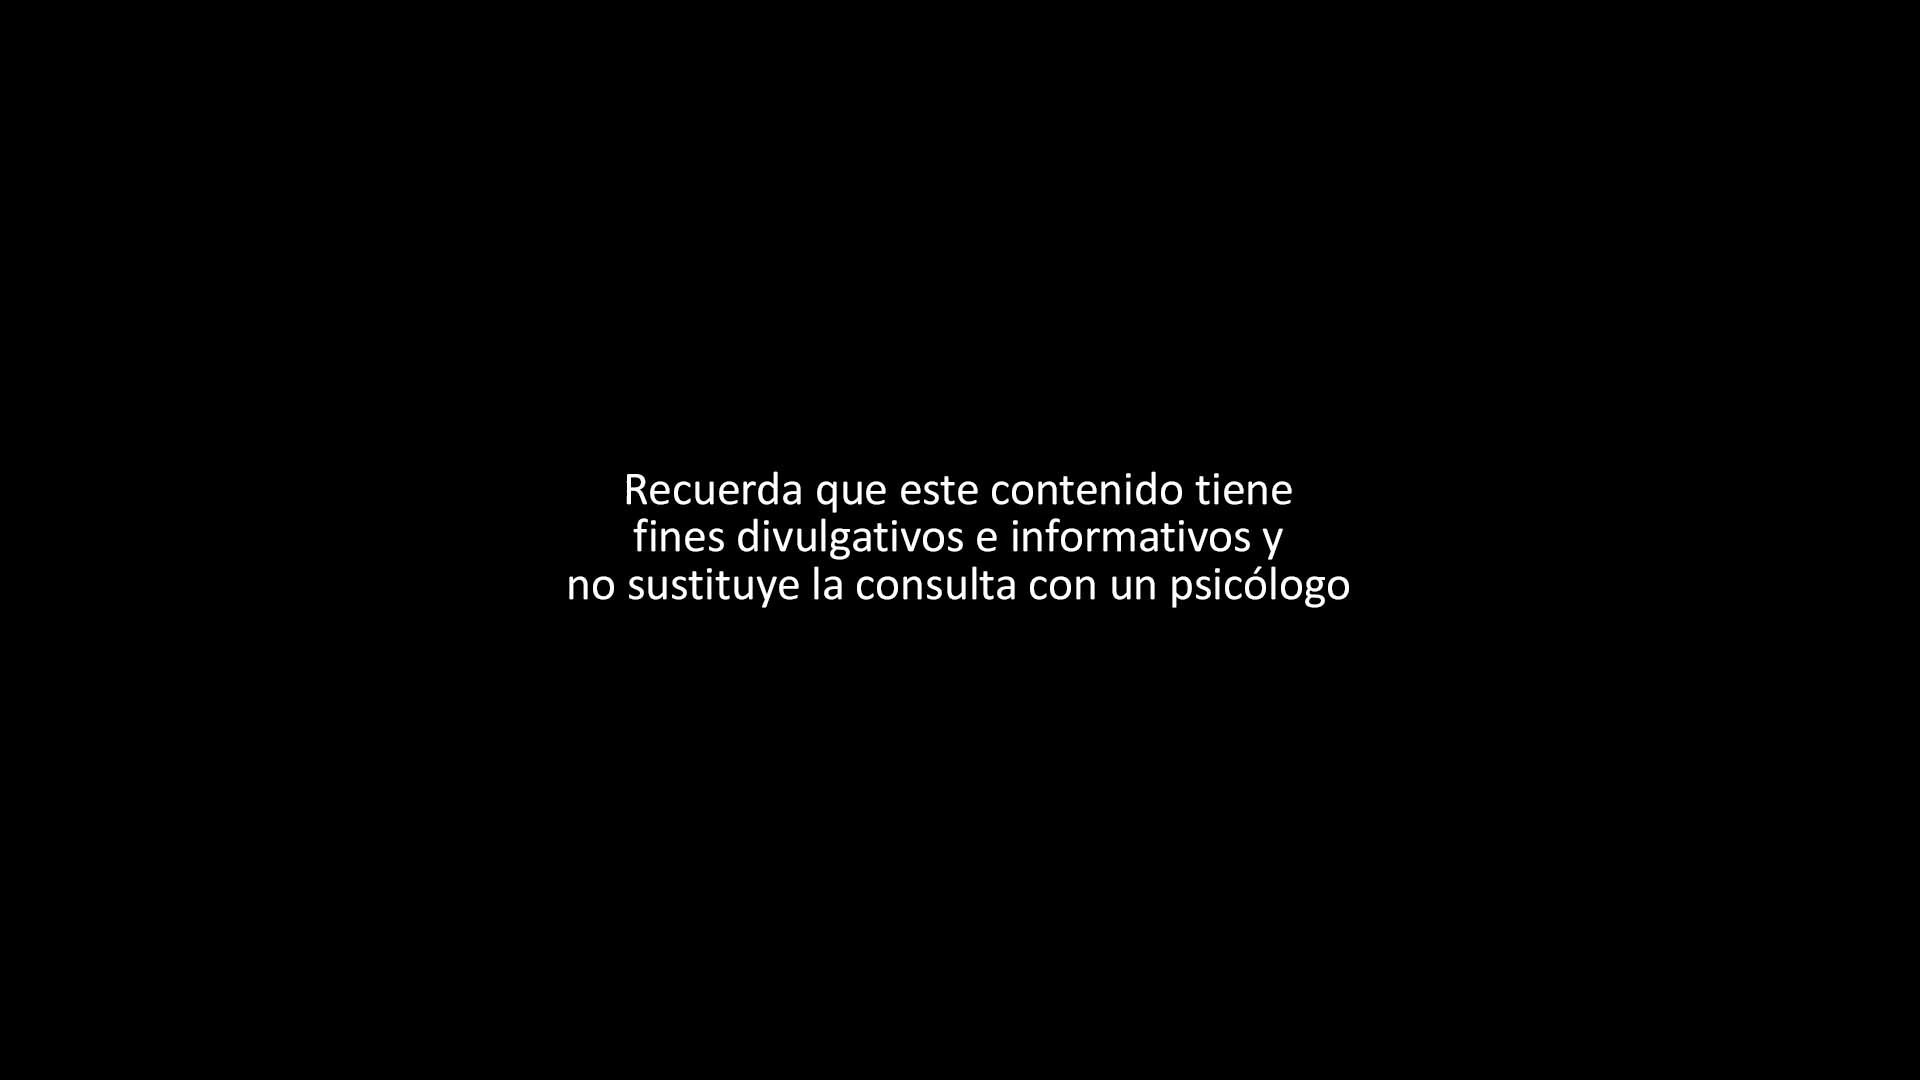 Recuerda que este contenido tiene
fines divulgativos e informativos y
no sustituye la consulta con un psicólogo